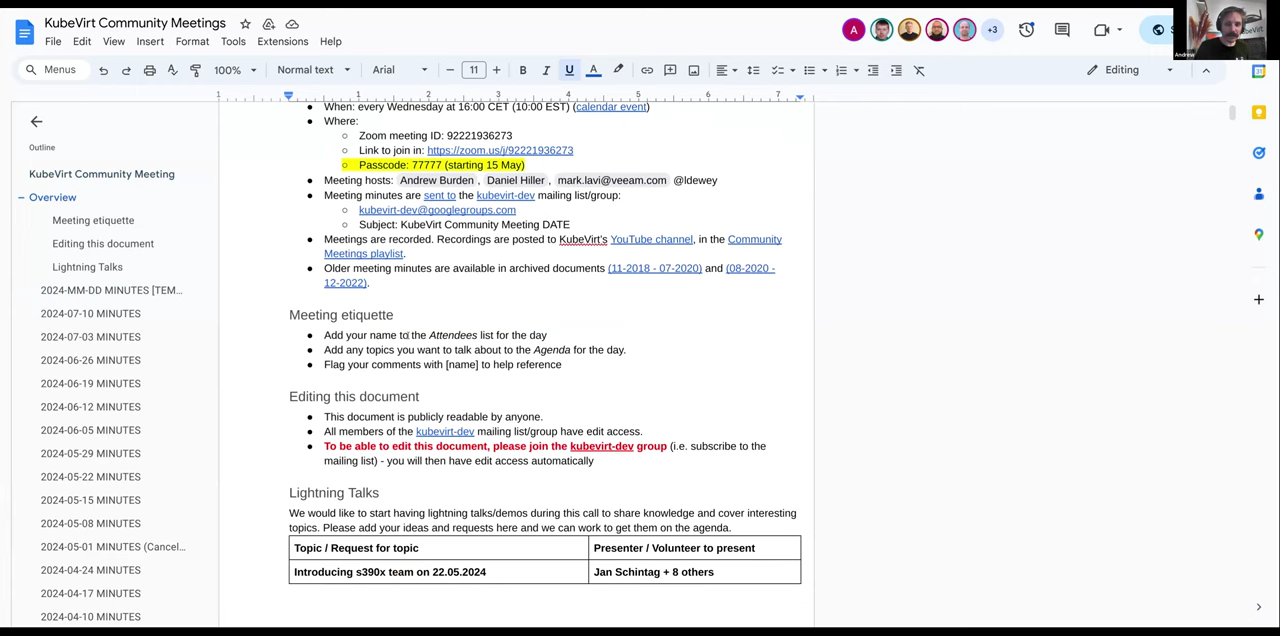 KubeVirt Community Meetings
File Edit View Insert Format Tools Extensions Help
A
+3
Andrew
Menus
100%
Normal text
Arial
11
B I U A
Editing
1 1 2 3 4 5 6 7
Outline
KubeVirt Community Meeting
Overview
Meeting etiquette
Editing this document
Lightning Talks
2024-MM-DD MINUTES [TEM...
2024-07-10 MINUTES
2024-07-03 MINUTES
2024-06-26 MINUTES
2024-06-19 MINUTES
2024-06-12 MINUTES
2024-06-05 MINUTES
2024-05-29 MINUTES
2024-05-22 MINUTES
2024-05-15 MINUTES
2024-05-08 MINUTES
2024-05-01 MINUTES (Cancel...
2024-04-24 MINUTES
2024-04-17 MINUTES
2024-04-10 MINUTES
● When: every Wednesday at 16:00 CET (10:00 EST) (calendar event)
● Where:
○ Zoom meeting ID: 92221936273
○ Link to join in: https://zoom.us/j/92221936273
○ Passcode: 77777 (starting 15 May)
● Meeting hosts: Andrew Burden , Daniel Hiller , mark.lavi@veeam.com @ldewey
● Meeting minutes are sent to the kubevirt-dev mailing list/group:
○ kubevirt-dev@googlegroups.com
○ Subject: KubeVirt Community Meeting DATE
● Meetings are recorded. Recordings are posted to KubeVirt's YouTube channel, in the Community
Meetings playlist.
● Older meeting minutes are available in archived documents (11-2018 - 07-2020) and (08-2020 -
12-2022).
Meeting etiquette
● Add your name to the Attendees list for the day
● Add any topics you want to talk about to the Agenda for the day.
● Flag your comments with [name] to help reference
Editing this document
● This document is publicly readable by anyone.
● All members of the kubevirt-dev mailing list/group have edit access.
● To be able to edit this document, please join the kubevirt-dev group (i.e. subscribe to the
mailing list) - you will then have edit access automatically
Lightning Talks
We would like to start having lightning talks/demos during this call to share knowledge and cover interesting
topics. Please add your ideas and requests here and we can work to get them on the agenda.
Topic / Request for topic Presenter / Volunteer to present
Introducing s390x team on 22.05.2024 Jan Schintag + 8 others